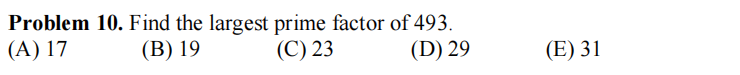 Problem 10. Find the largest prime factor of 493.
(A) 17 (B) 19 (C) 23 (D) 29 (E) 31